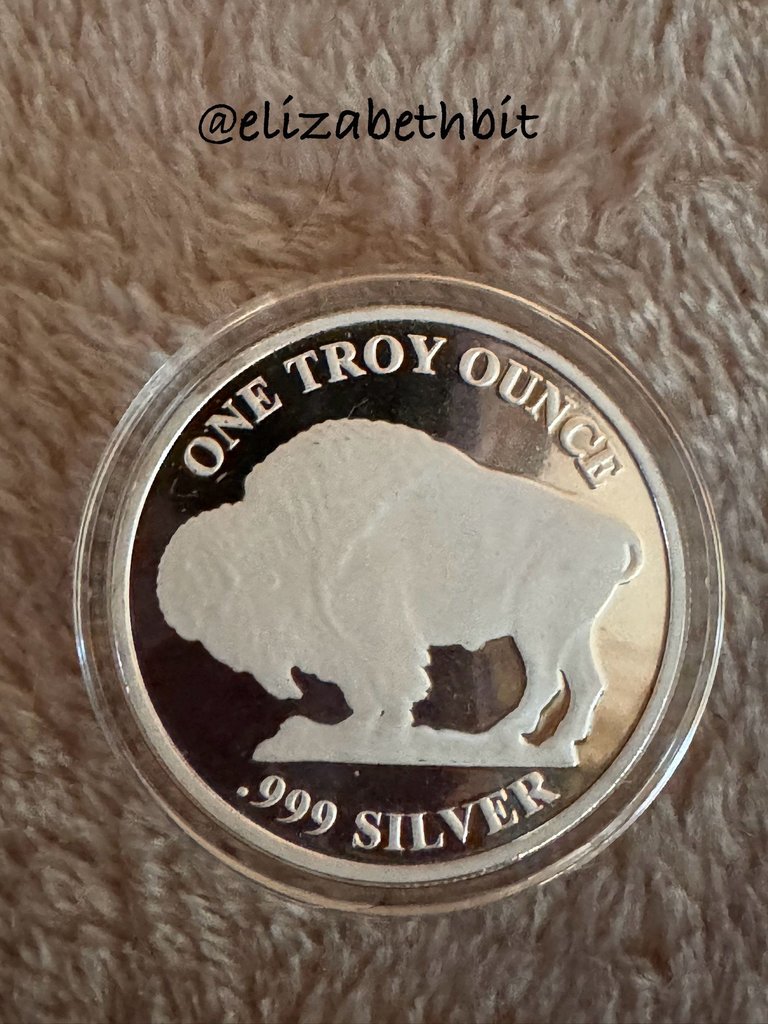 @elizabethbit
ONE TROY OUNCE
.999 SILVER